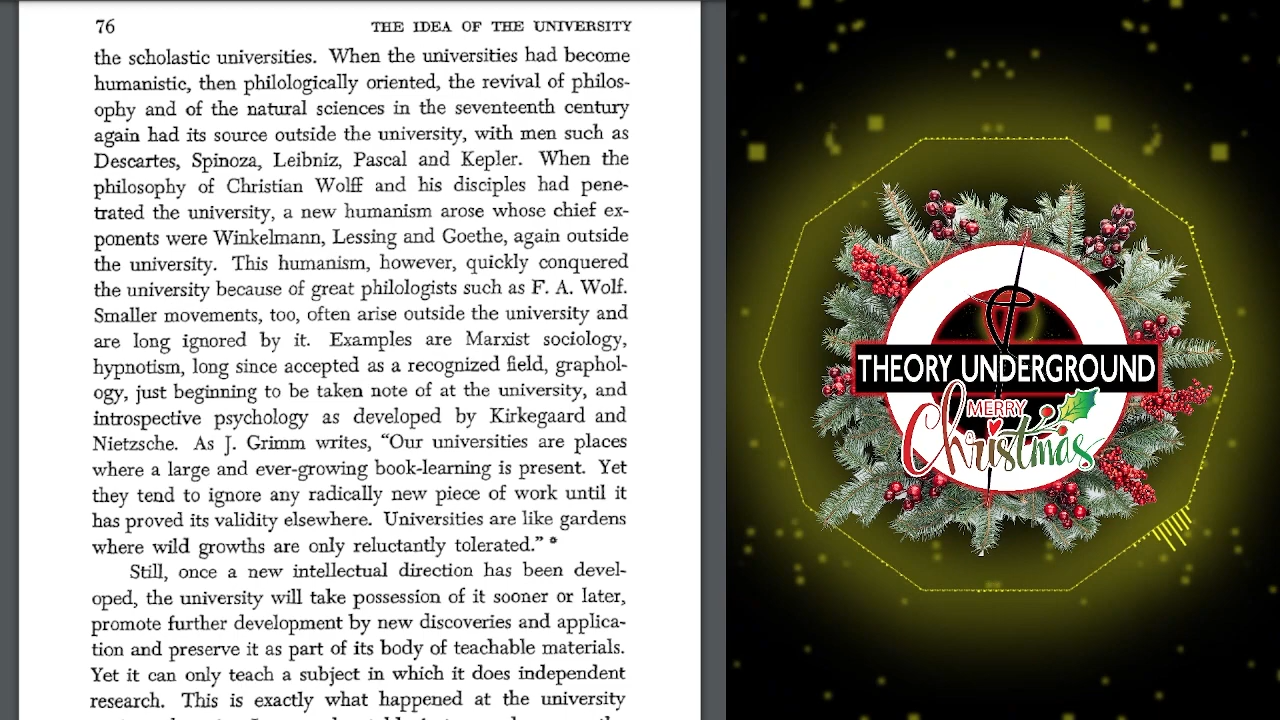 76
THE IDEA OF THE UNIVERSITY
the scholastic universities. When the universities had become
humanistic, then philologically oriented, the revival of philos-
ophy and of the natural sciences in the seventeenth century
again had its source outside the university, with men such as
Descartes, Spinoza, Leibniz, Pascal and Kepler. When the
philosophy of Christian Wolff and his disciples had pene-
trated the university, a new humanism arose whose chief ex-
ponents were Winkelmann, Lessing and Goethe, again outside
the university. This humanism, however, quickly conquered
the university because of great philologists such as F. A. Wolf.
Smaller movements, too, often arise outside the university and
are long ignored by it. Examples are Marxist sociology,
hypnotism, long since accepted as a recognized field, graphol-
ogy, just beginning to be taken note of at the university, and
introspective psychology as developed by Kirkegaard and
Nietzsche. As J. Grimm writes, “Our universities are places
where a large and ever-growing book-learning is present. Yet
they tend to ignore any radically new piece of work until it
has proved its validity elsewhere. Universities are like gardens
where wild growths are only reluctantly tolerated.” *
Still, once a new intellectual direction has been devel-
oped, the university will take possession of it sooner or later,
promote further development by new discoveries and applica-
tion and preserve it as part of its body of teachable materials.
Yet it can only teach a subject in which it does independent
research. This is exactly what happened at the university
THEORY UNDERGROUND
MERRY
Christmas